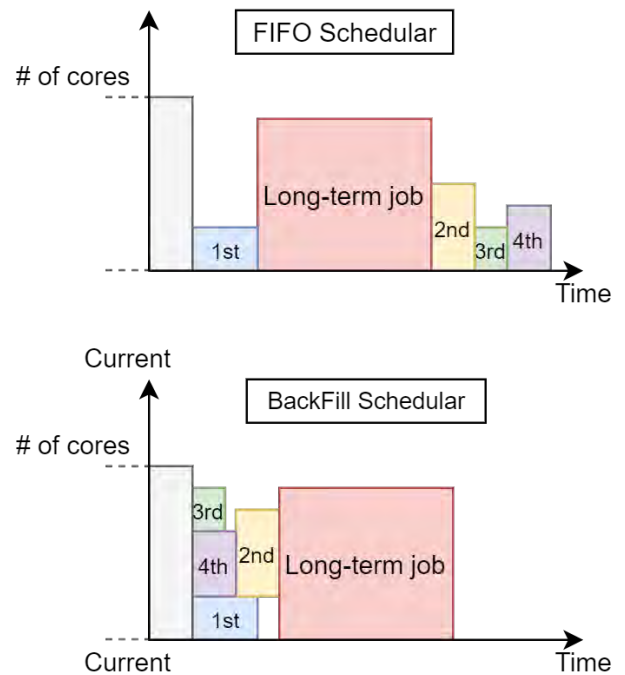 FIFO Schedular
# of cores
Long-term job
1st
2nd
3rd
4th
Time
Current
BackFill Schedular
# of cores
3rd
4th
2nd
Long-term job
1st
Current
Time